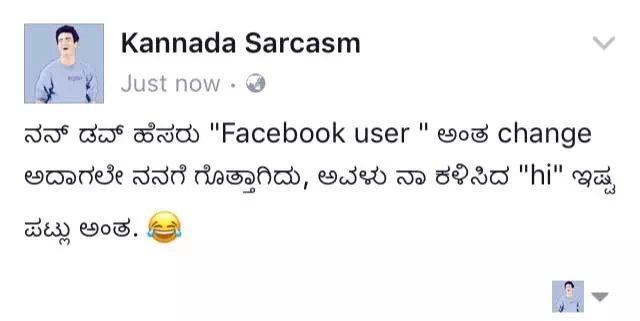 Kannada Sarcasm
Just now ·
ನನ್ ಡವ್ ಹೆಸರು "Facebook user " ಅಂತ change
ಅದಾಗಲೇ ನನಗೆ ಗೊತ್ತಾಗಿದು, ಅವಳು ನಾ ಕಳಿಸಿದ "hi" ಇಷ್ಟ
ಪಟ್ಲು ಅಂತ. 😂